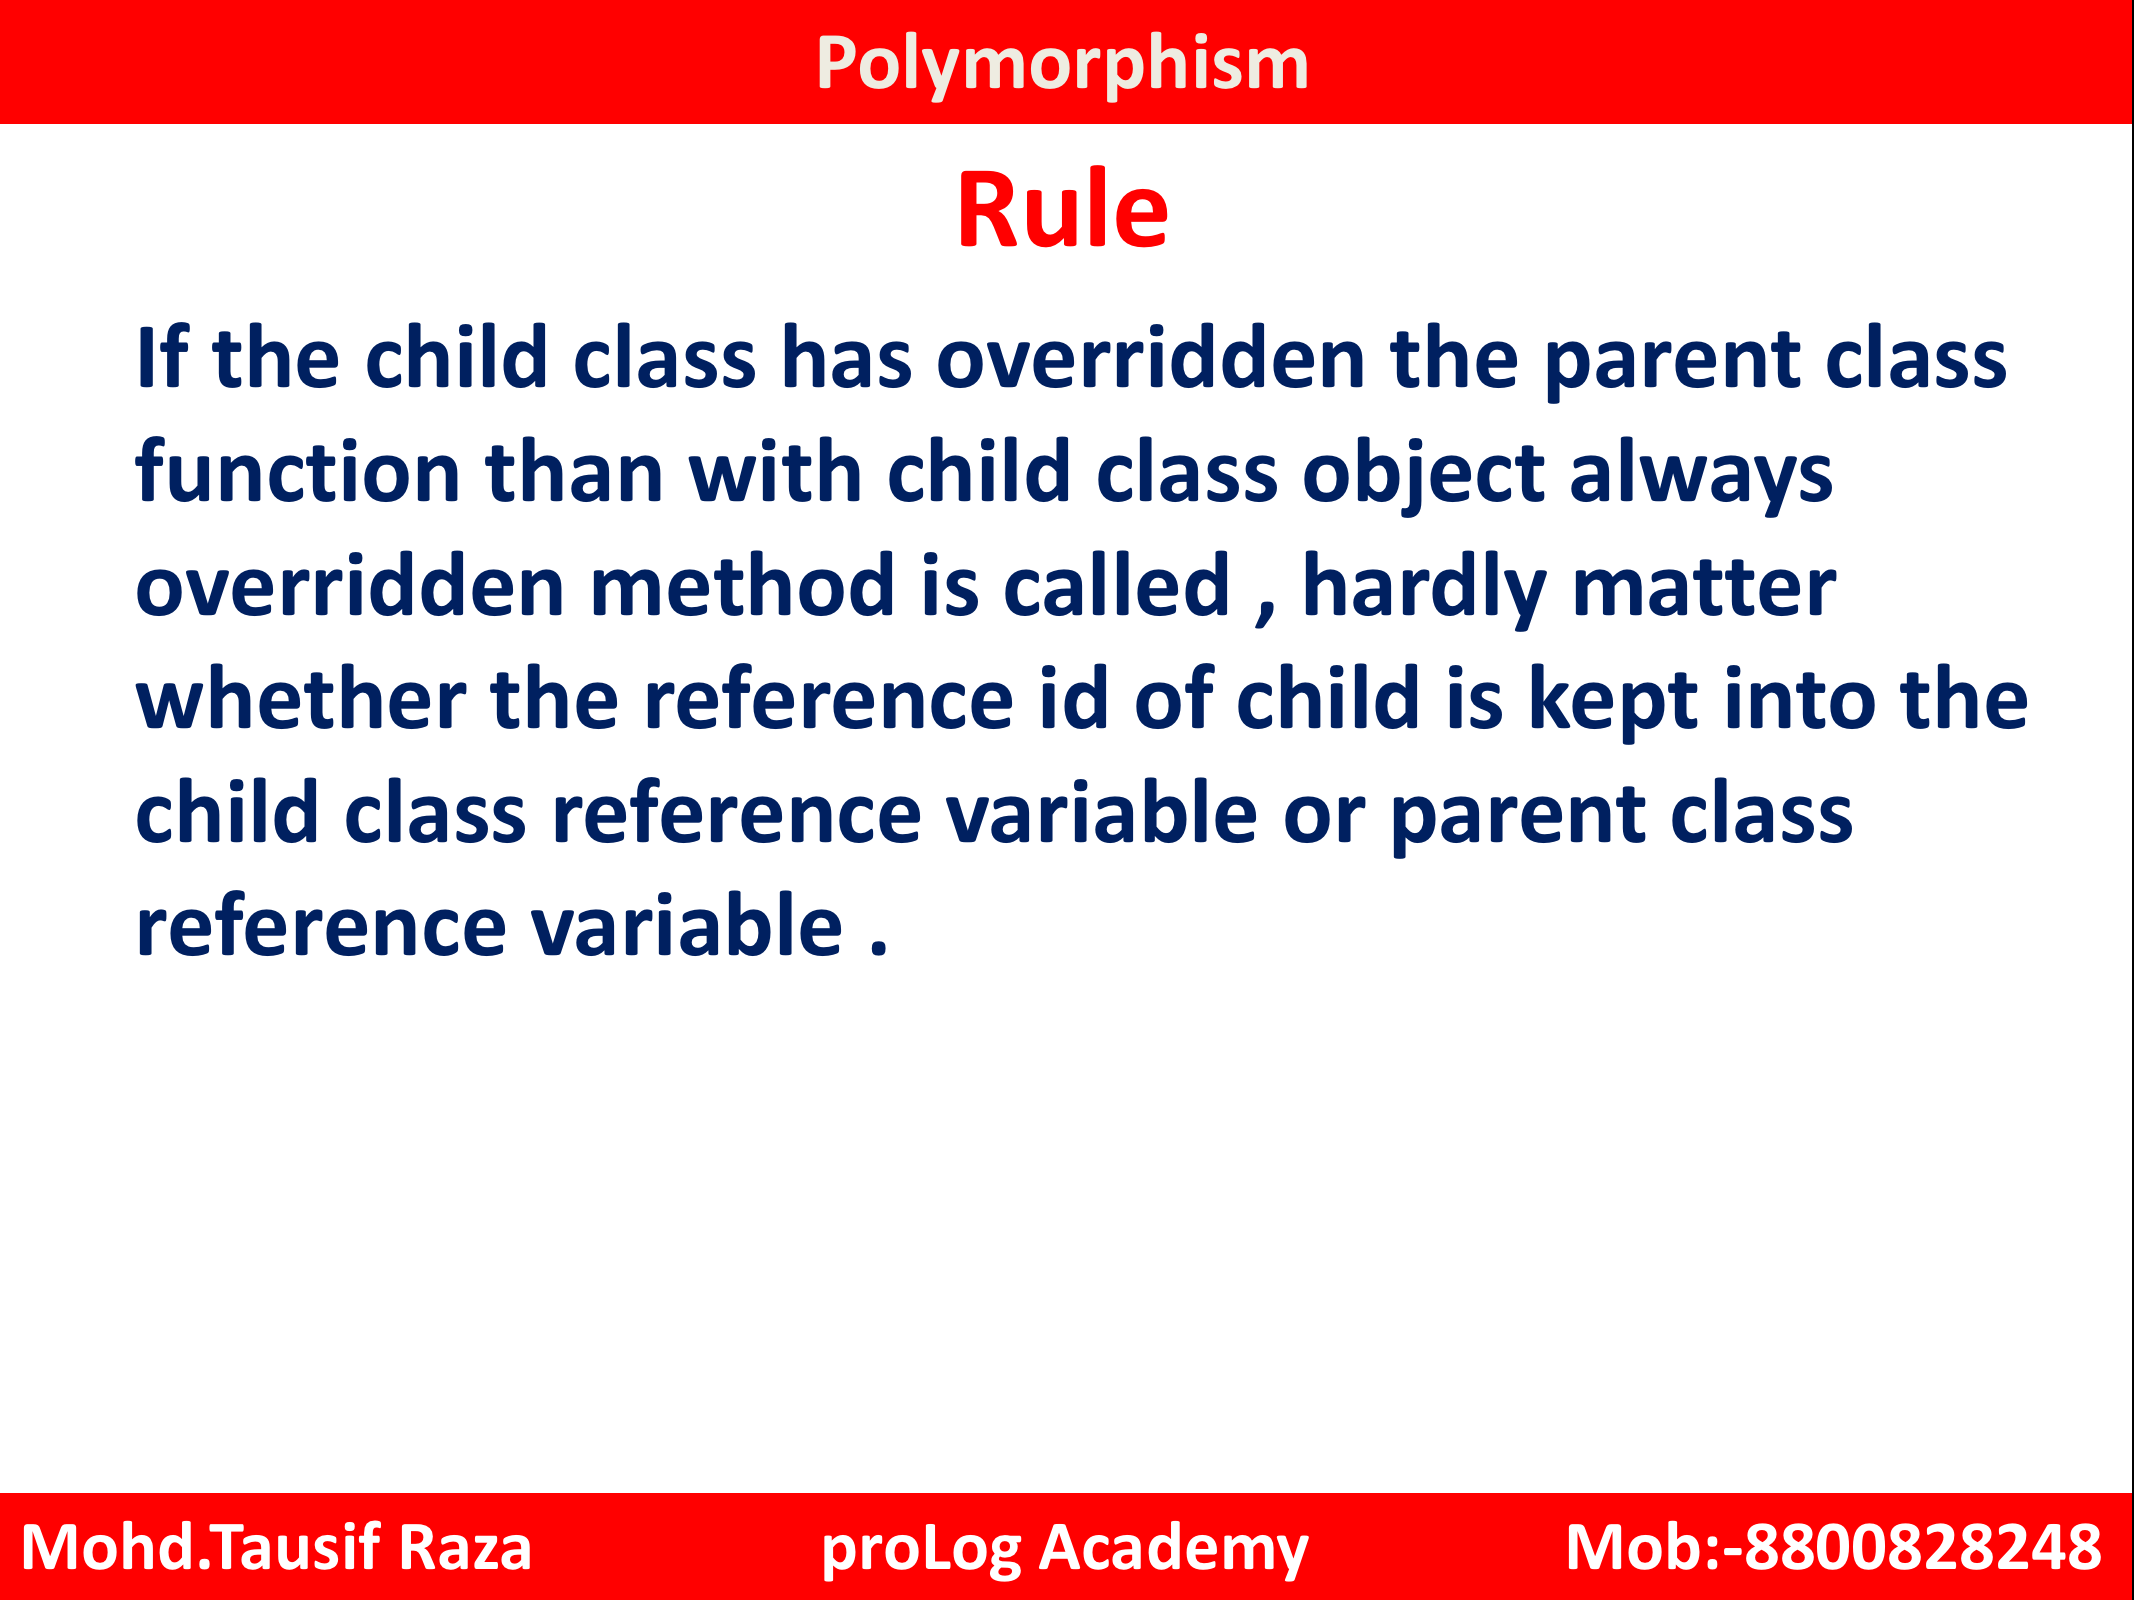 Polymorphism
Rule
If the child class has overridden the parent class
function than with child class object always
overridden method is called , hardly matter
whether the reference id of child is kept into the
child class reference variable or parent class
reference variable .
Mohd.Tausif Raza proLog Academy Mob:-8800828248